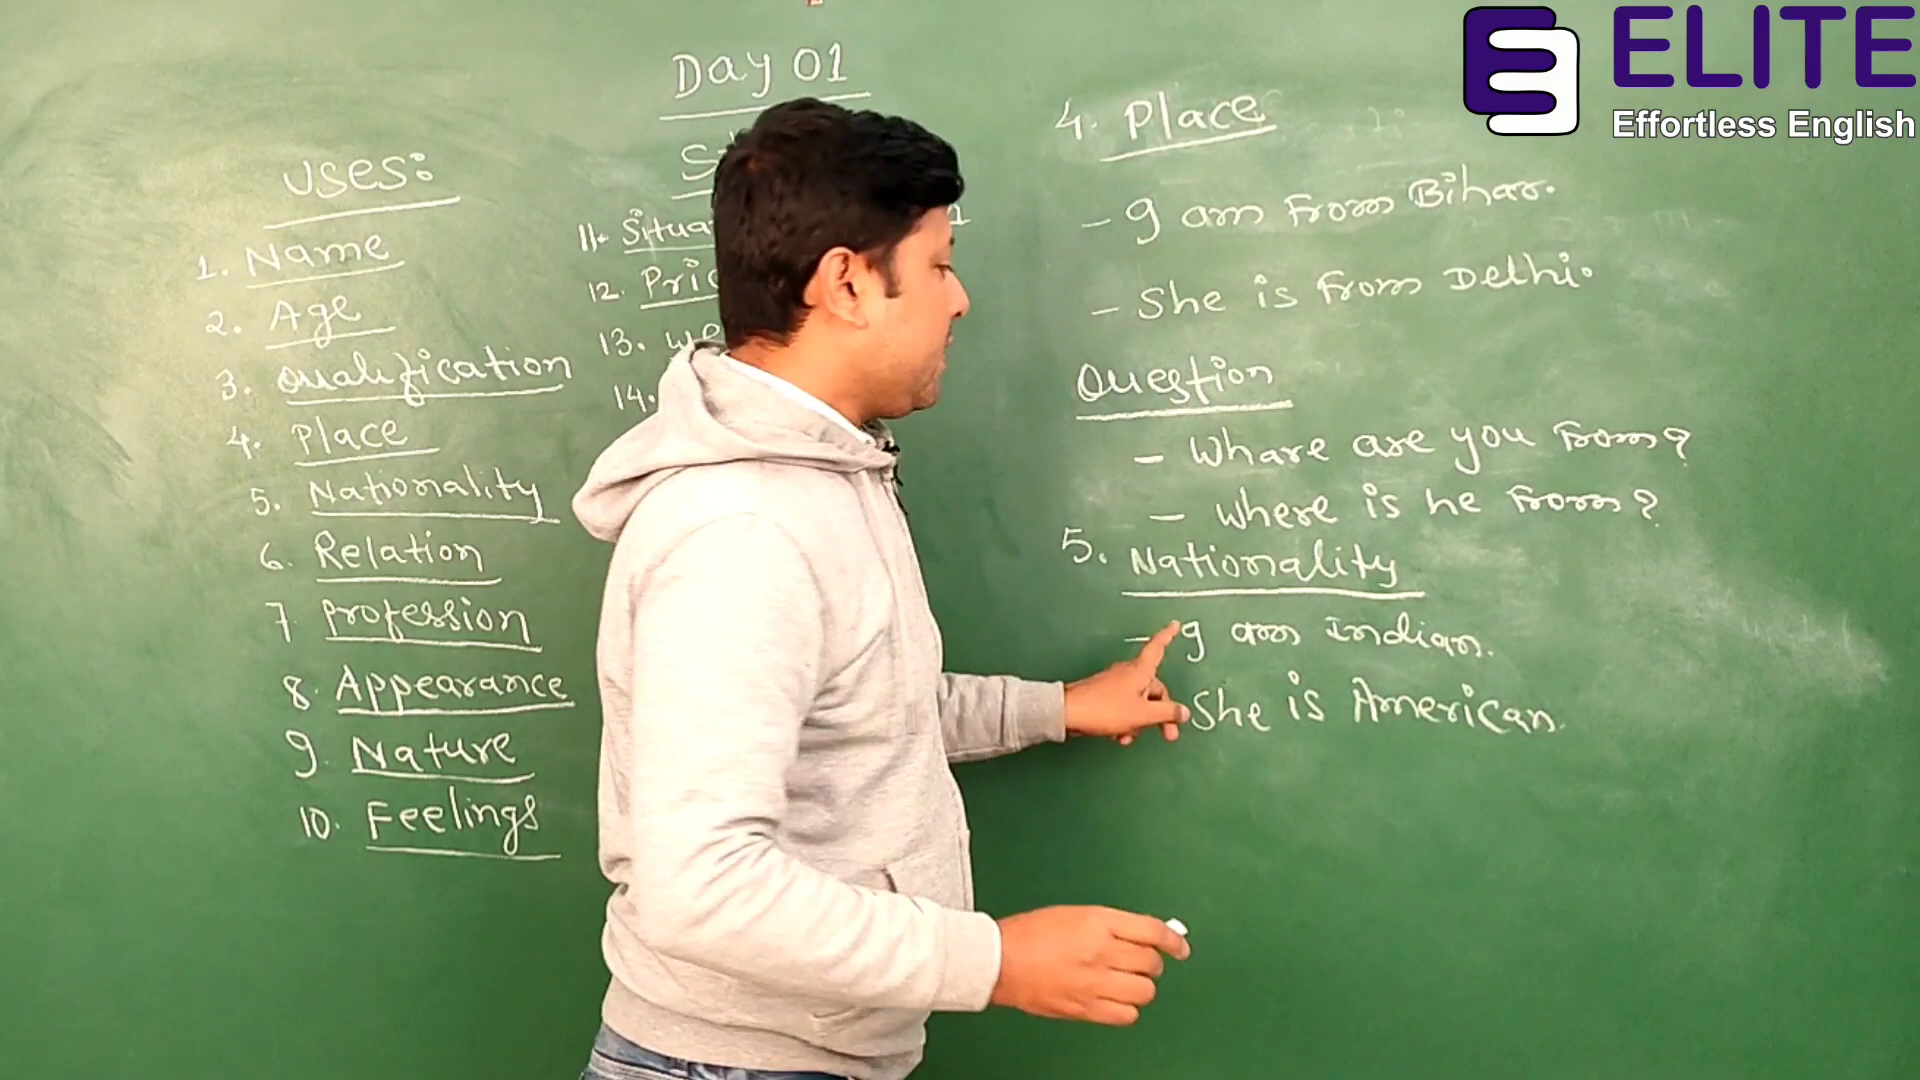 ELITE
Effortless English
Day 01
Uses:
1. Name
2. Age
3. Qualification
4. Place
5. Nationality
6. Relation
7. Profession
8. Appearance
9. Nature
10. Feelings
11.
12.
13.
14.
4. Place
- I am from Bihar.
- She is from Delhi.
Question
- Whare are you from?
- Where is he from?
5. Nationality
- I am Indian.
She is American.